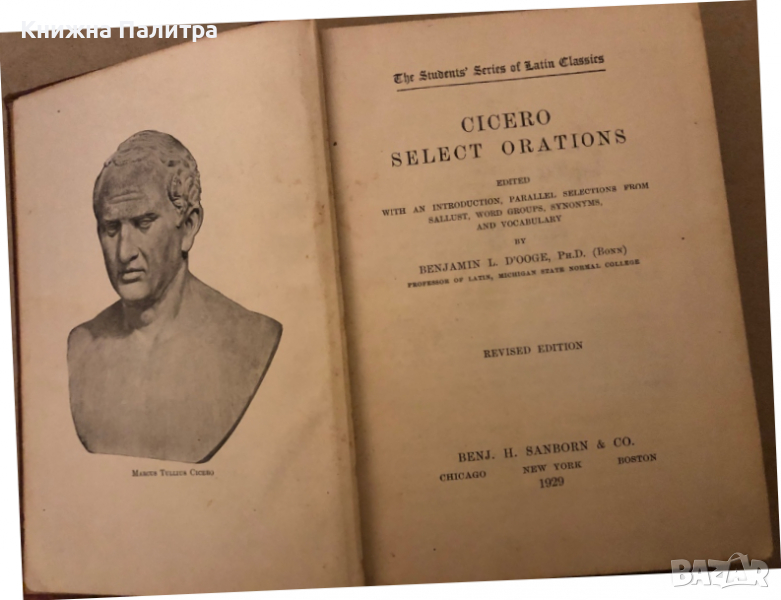 Книжна Палитра
MARCUS TULLIUS CICERO
The Students' Series of Latin Classics
CICERO
SELECT ORATIONS
EDITED
WITH AN INTRODUCTION, PARALLEL SELECTIONS FROM
SALLUST, WORD GROUPS, SYNONYMS,
AND VOCABULARY
BY
BENJAMIN L. D'OOGE, PH.D. (BONN)
PROFESSOR OF LATIN, MICHIGAN STATE NORMAL COLLEGE
REVISED EDITION
BENJ. H. SANBORN & CO.
CHICAGO NEW YORK BOSTON
1929
BAZAR